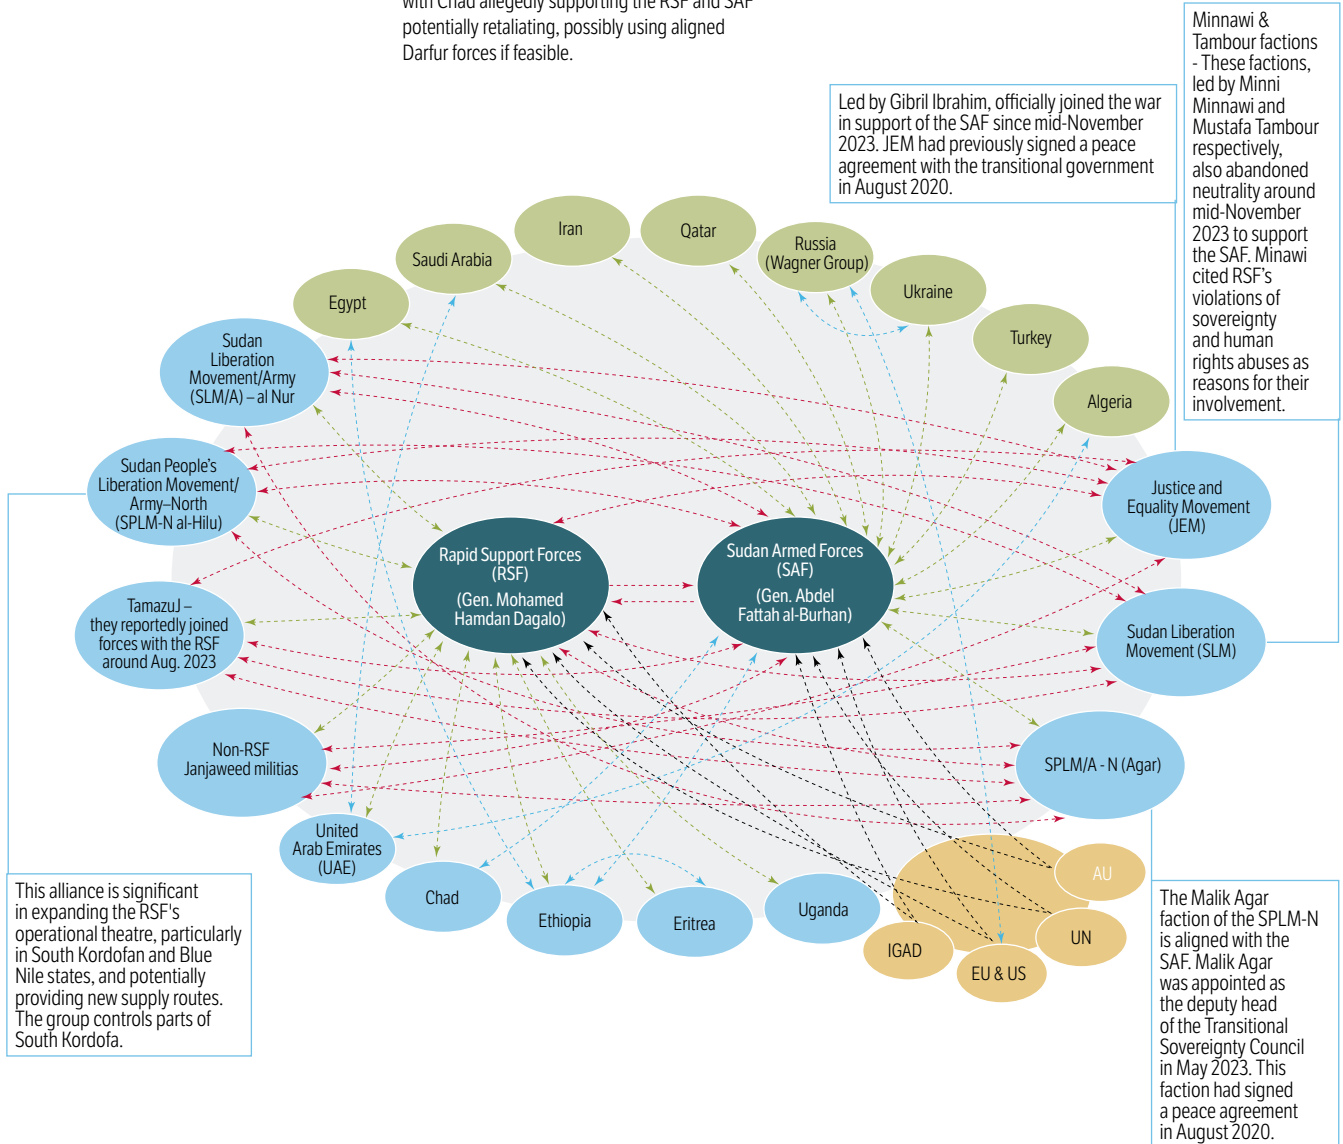 with Chad allegedly supporting the RSF and SAF
potentially retaliating, possibly using aligned
Darfur forces if feasible.
Minnawi &
Tambour factions
- These factions,
led by Minni
Minnawi and
Mustafa Tambour
respectively,
also abandoned
neutrality around
mid-November
2023 to support
the SAF. Minawi
cited RSF's
violations of
sovereignty
and human
rights abuses as
reasons for their
involvement.
Led by Gibril Ibrahim, officially joined the war
in support of the SAF since mid-November
2023. JEM had previously signed a peace
agreement with the transitional government
in August 2020.
Iran
Qatar
Saudi Arabia
Russia
(Wagner Group)
Egypt
Ukraine
Turkey
Algeria
Sudan
Liberation
Movement/Army
(SLM/A) – al Nur
Sudan People's
Liberation Movement/
Army–North
(SPLM-N al-Hilu)
Justice and
Equality Movement
(JEM)
Rapid Support Forces
(RSF)
(Gen. Mohamed
Hamdan Dagalo)
Sudan Armed Forces
(SAF)
(Gen. Abdel
Fattah al-Burhan)
TamazuJ –
they reportedly joined
forces with the RSF
around Aug. 2023
Sudan Liberation
Movement (SLM)
Non-RSF
Janjaweed militias
SPLM/A - N (Agar)
United
Arab Emirates
(UAE)
Chad
Ethiopia
Eritrea
Uganda
IGAD
EU & US
UN
AU
This alliance is significant
in expanding the RSF's
operational theatre, particularly
in South Kordofan and Blue
Nile states, and potentially
providing new supply routes.
The group controls parts of
South Kordofa.
The Malik Agar
faction of the SPLM-N
is aligned with the
SAF. Malik Agar
was appointed as
the deputy head
of the Transitional
Sovereignty Council
in May 2023. This
faction had signed
a peace agreement
in August 2020.